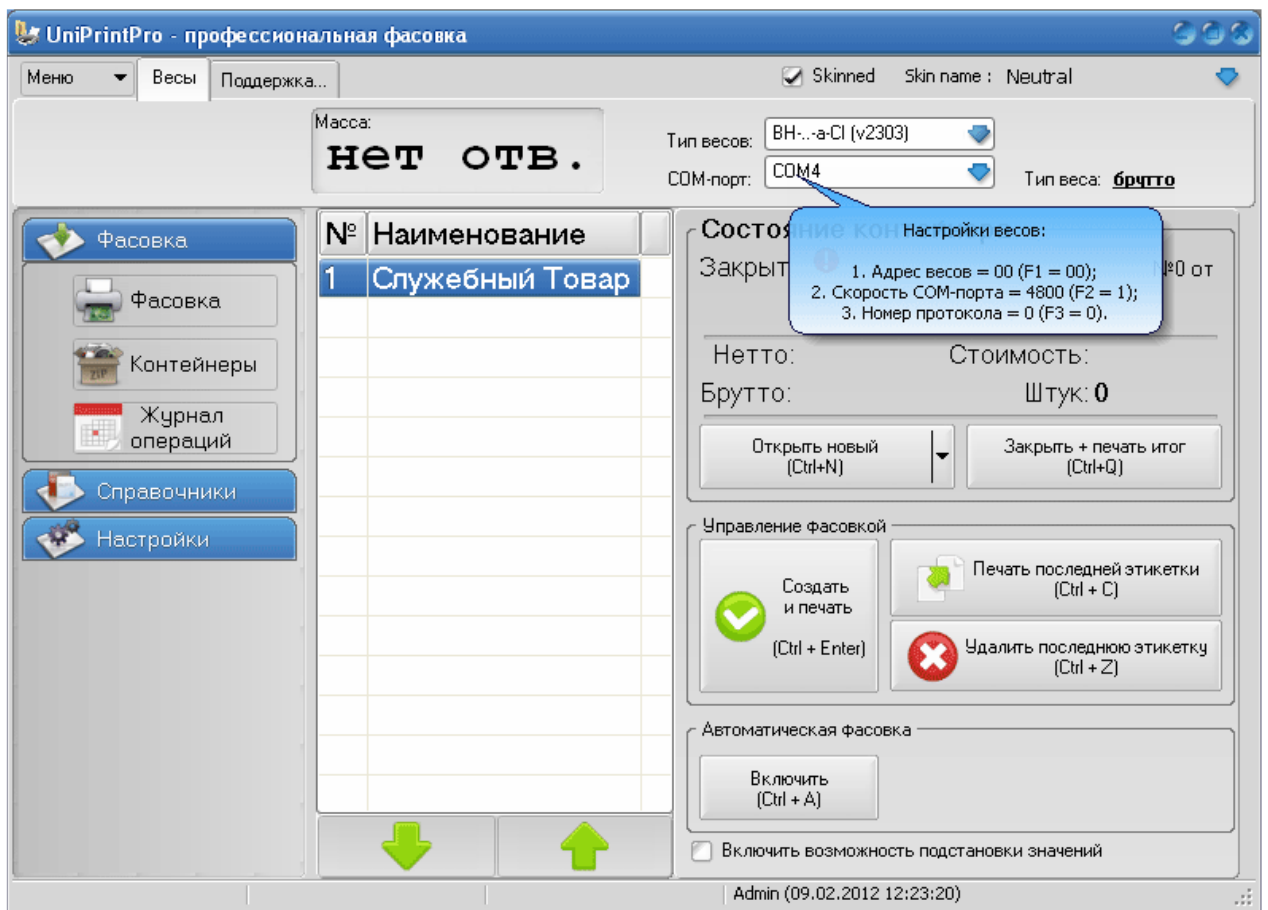 UniPrintPro - профессиональная фасовка
Меню Весы Поддержка... Skinned Skin name : Neutral
Масса:
нет отв.
Тип весов: ВН-..-а-CI (v2303)
COM-порт: COM4
Тип веса: брутто
Фасовка
Фасовка
Контейнеры
Журнал
операций
Справочники
Настройки
№ Наименование
1 Служебный Товар
Состояние
Закрыт №0 от
Настройки весов:
1. Адрес весов = 00 (F1 = 00);
2. Скорость COM-порта = 4800 (F2 = 1);
3. Номер протокола = 0 (F3 = 0).
Нетто: Стоимость:
Брутто: Штук: 0
Открыть новый
(Ctrl+N)
Закрыть + печать итог
(Ctrl+Q)
Управление фасовкой
Создать
и печать
(Ctrl + Enter)
Печать последней этикетки
(Ctrl + C)
Удалить последнюю этикетку
(Ctrl + Z)
Автоматическая фасовка
Включить
(Ctrl + A)
Включить возможность подстановки значений
Admin (09.02.2012 12:23:20)